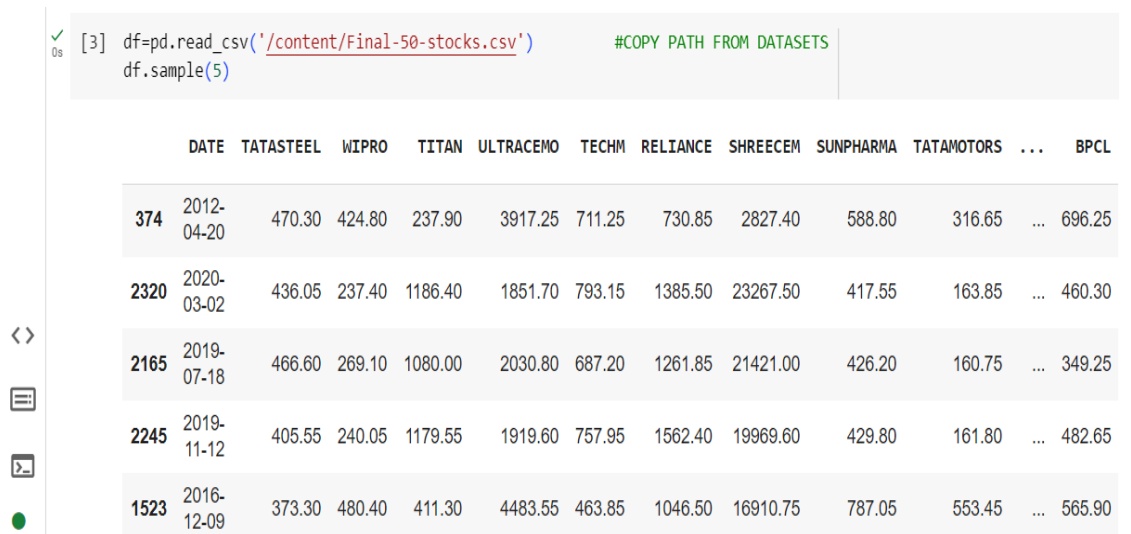 [3] df=pd.read_csv('/content/Final-50-stocks.csv') #COPY PATH FROM DATASETS
0s
df.sample(5)
DATE TATASTEEL WIPRO TITAN ULTRACEMO TECHM RELIANCE SHREECEM SUNPHARMA TATAMOTORS ... BPCL
374 2012-04-20 470.30 424.80 237.90 3917.25 711.25 730.85 2827.40 588.80 316.65 ... 696.25
2320 2020-03-02 436.05 237.40 1186.40 1851.70 793.15 1385.50 23267.50 417.55 163.85 ... 460.30
2165 2019-07-18 466.60 269.10 1080.00 2030.80 687.20 1261.85 21421.00 426.20 160.75 ... 349.25
2245 2019-11-12 405.55 240.05 1179.55 1919.60 757.95 1562.40 19969.60 429.80 161.80 ... 482.65
1523 2016-12-09 373.30 480.40 411.30 4483.55 463.85 1046.50 16910.75 787.05 553.45 ... 565.90